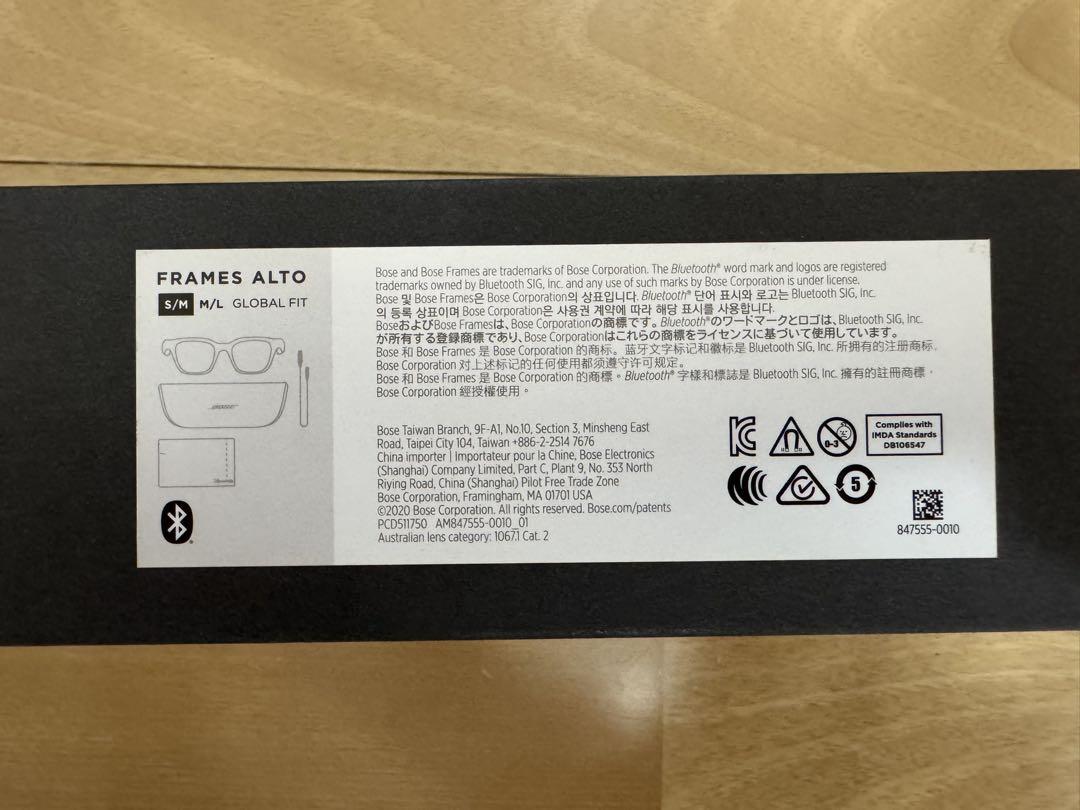 FRAMES ALTO
S/M M/L GLOBAL FIT
BOSE
Bose and Bose Frames are trademarks of Bose Corporation. The Bluetooth® word mark and logos are registered
trademarks owned by Bluetooth SIG, Inc. and any use of such marks by Bose Corporation is under license.
Bose 및 Bose Frames은 Bose Corporation의 상표입니다. Bluetooth® 단어 표시와 로고는 Bluetooth SIG, Inc.
의 등록 상표이며 Bose Corporation은 사용권 계약에 따라 해당 표시를 사용합니다.
BoseおよびBose Framesは、Bose Corporationの商標です。Bluetooth®のワードマークとロゴは、Bluetooth SIG, Inc.
が所有する登録商標であり、Bose Corporationはこれらの商標をライセンスに基づいて使用しています。
Bose 和 Bose Frames 是 Bose Corporation 的商标。蓝牙文字标记和徽标是 Bluetooth SIG, Inc. 所拥有的注册商标。
Bose Corporation 对上述标记的任何使用都须遵守许可规定。
Bose 和 Bose Frames 是 Bose Corporation 的商標。Bluetooth® 字樣和標誌是 Bluetooth SIG, Inc. 擁有的註冊商標，
Bose Corporation 經授權使用。
Bose Taiwan Branch, 9F-A1, No.10, Section 3, Minsheng East
Road, Taipei City 104, Taiwan +886-2-2514 7676
China importer | Importateur pour la Chine, Bose Electronics
(Shanghai) Company Limited, Part C, Plant 9, No. 353 North
Riying Road, China (Shanghai) Pilot Free Trade Zone
Bose Corporation, Framingham, MA 01701 USA
©2020 Bose Corporation. All rights reserved. Bose.com/patents
PCD511750 AM847555-0010_01
Australian lens category: 1067.1 Cat. 2
0-3
Complies with
IMDA Standards
DB106547
5
847555-0010